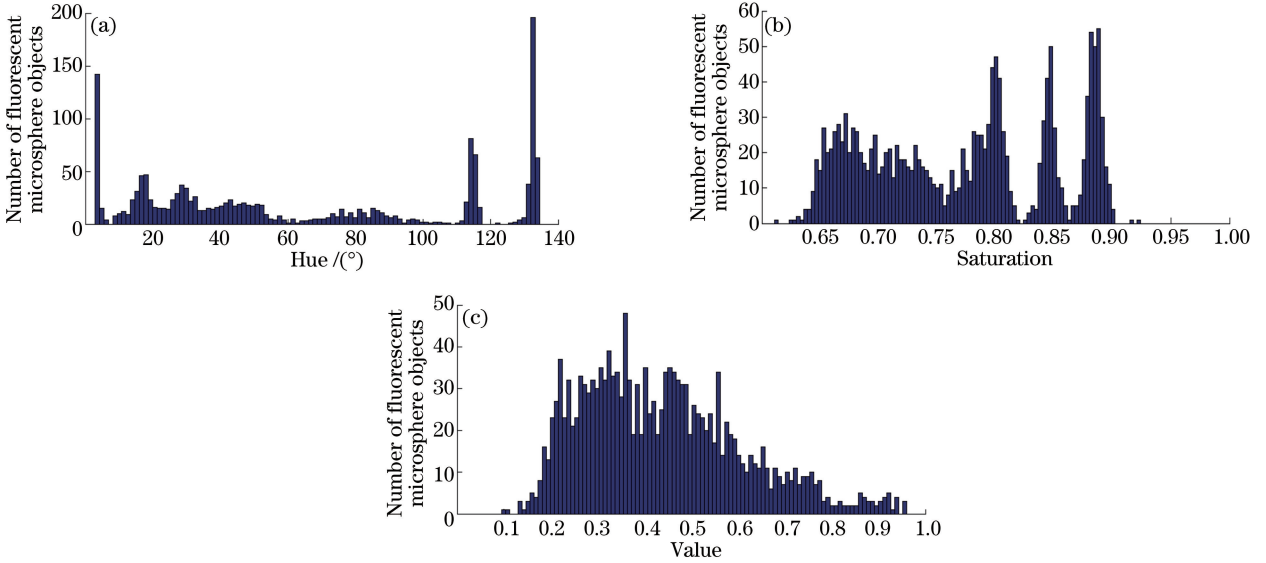 (a)
Number of fluorescent
microsphere objects
200
150
100
50
0
20 40 60 80 100 120 140
Hue /(°)
(b)
Number of fluorescent
microsphere objects
60
50
40
30
20
10
0
0.65 0.70 0.75 0.80 0.85 0.90 0.95 1.00
Saturation
(c)
Number of fluorescent
microsphere objects
50
40
30
20
10
0
0.1 0.2 0.3 0.4 0.5 0.6 0.7 0.8 0.9 1.0
Value